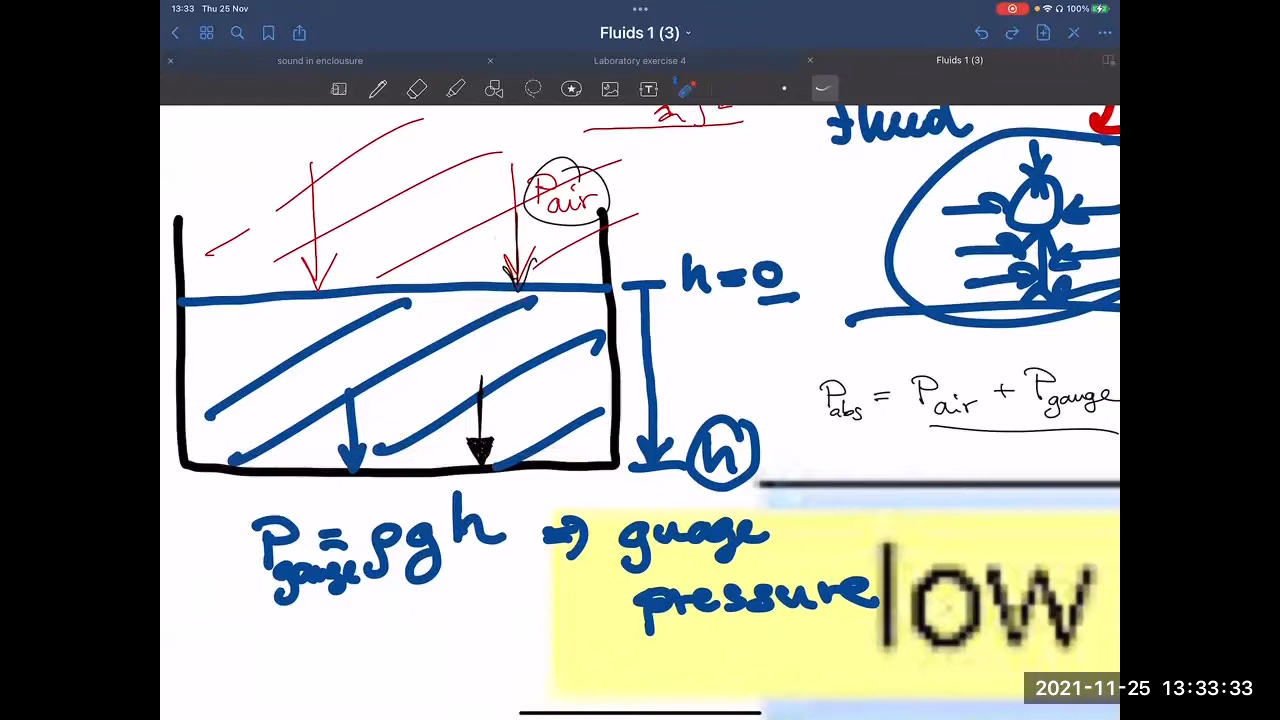 13:33 Thu 25 Nov
100%
Fluids 1 (3)
sound in enclousure
Laboratory exercise 4
Fluids 1 (3)
T
Fluid
Pair
h = 0
Pabs = Pair + Pgauge
h
Pgauge = ρgh ⇒ guage
pressure
low
2021-11-25 13:33:33